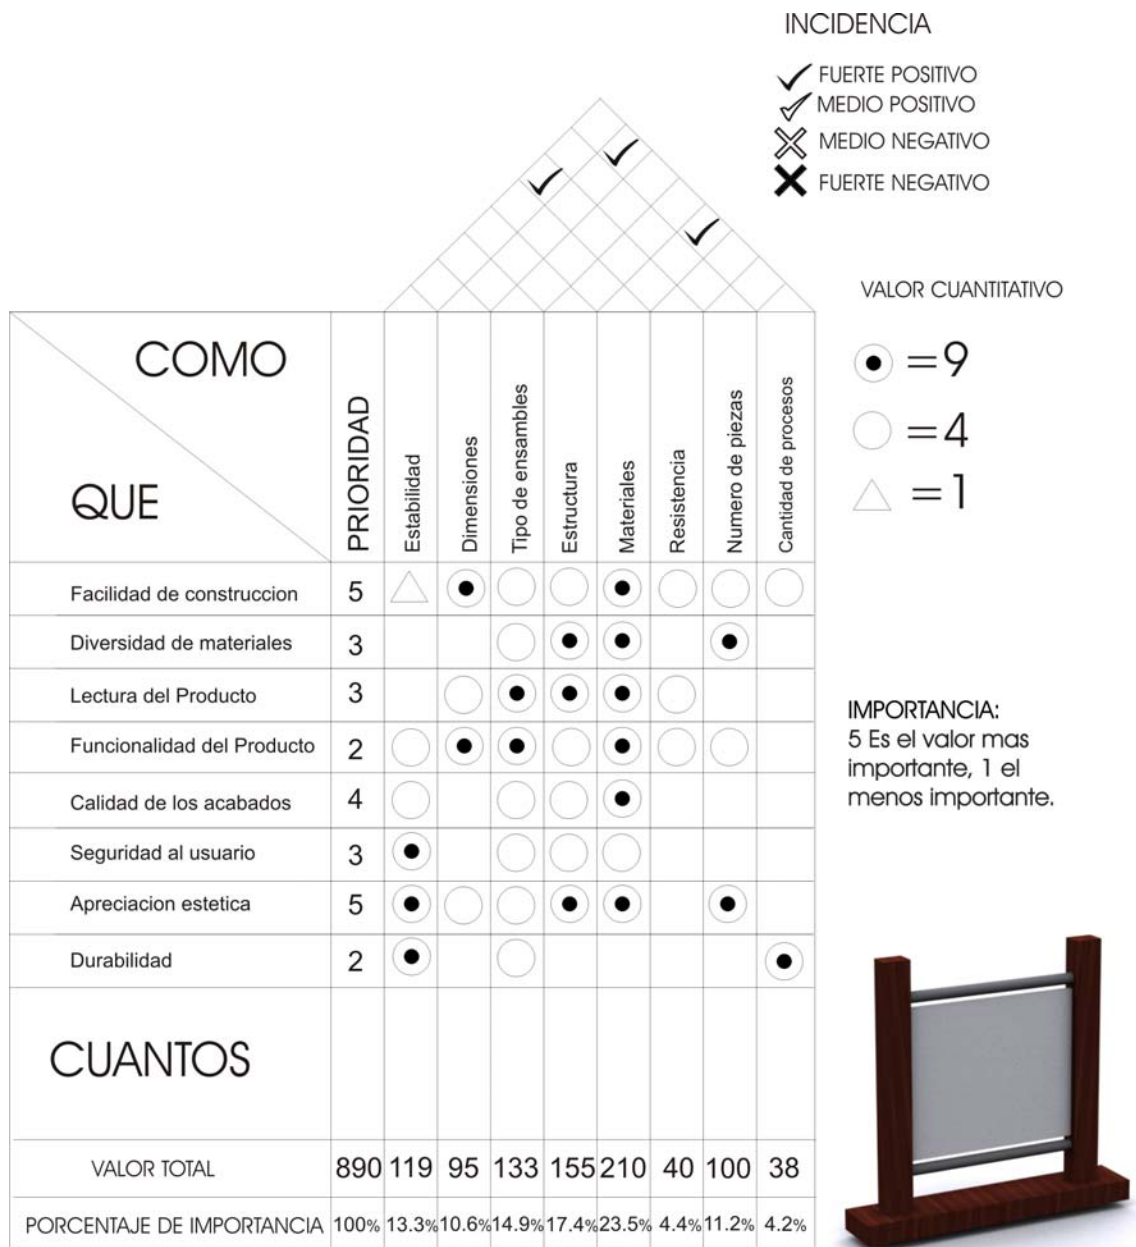 INCIDENCIA
FUERTE POSITIVO
MEDIO POSITIVO
MEDIO NEGATIVO
FUERTE NEGATIVO
VALOR CUANTITATIVO
=9
=4
=1
COMO
QUE
PRIORIDAD
Estabilidad
Dimensiones
Tipo de ensambles
Estructura
Materiales
Resistencia
Numero de piezas
Cantidad de procesos
Facilidad de construccion 5
Diversidad de materiales 3
Lectura del Producto 3
Funcionalidad del Producto 2
Calidad de los acabados 4
Seguridad al usuario 3
Apreciacion estetica 5
Durabilidad 2
IMPORTANCIA:
5 Es el valor mas
importante, 1 el
menos importante.
CUANTOS
VALOR TOTAL 890 119 95 133 155 210 40 100 38
PORCENTAJE DE IMPORTANCIA 100% 13.3% 10.6% 14.9% 17.4% 23.5% 4.4% 11.2% 4.2%